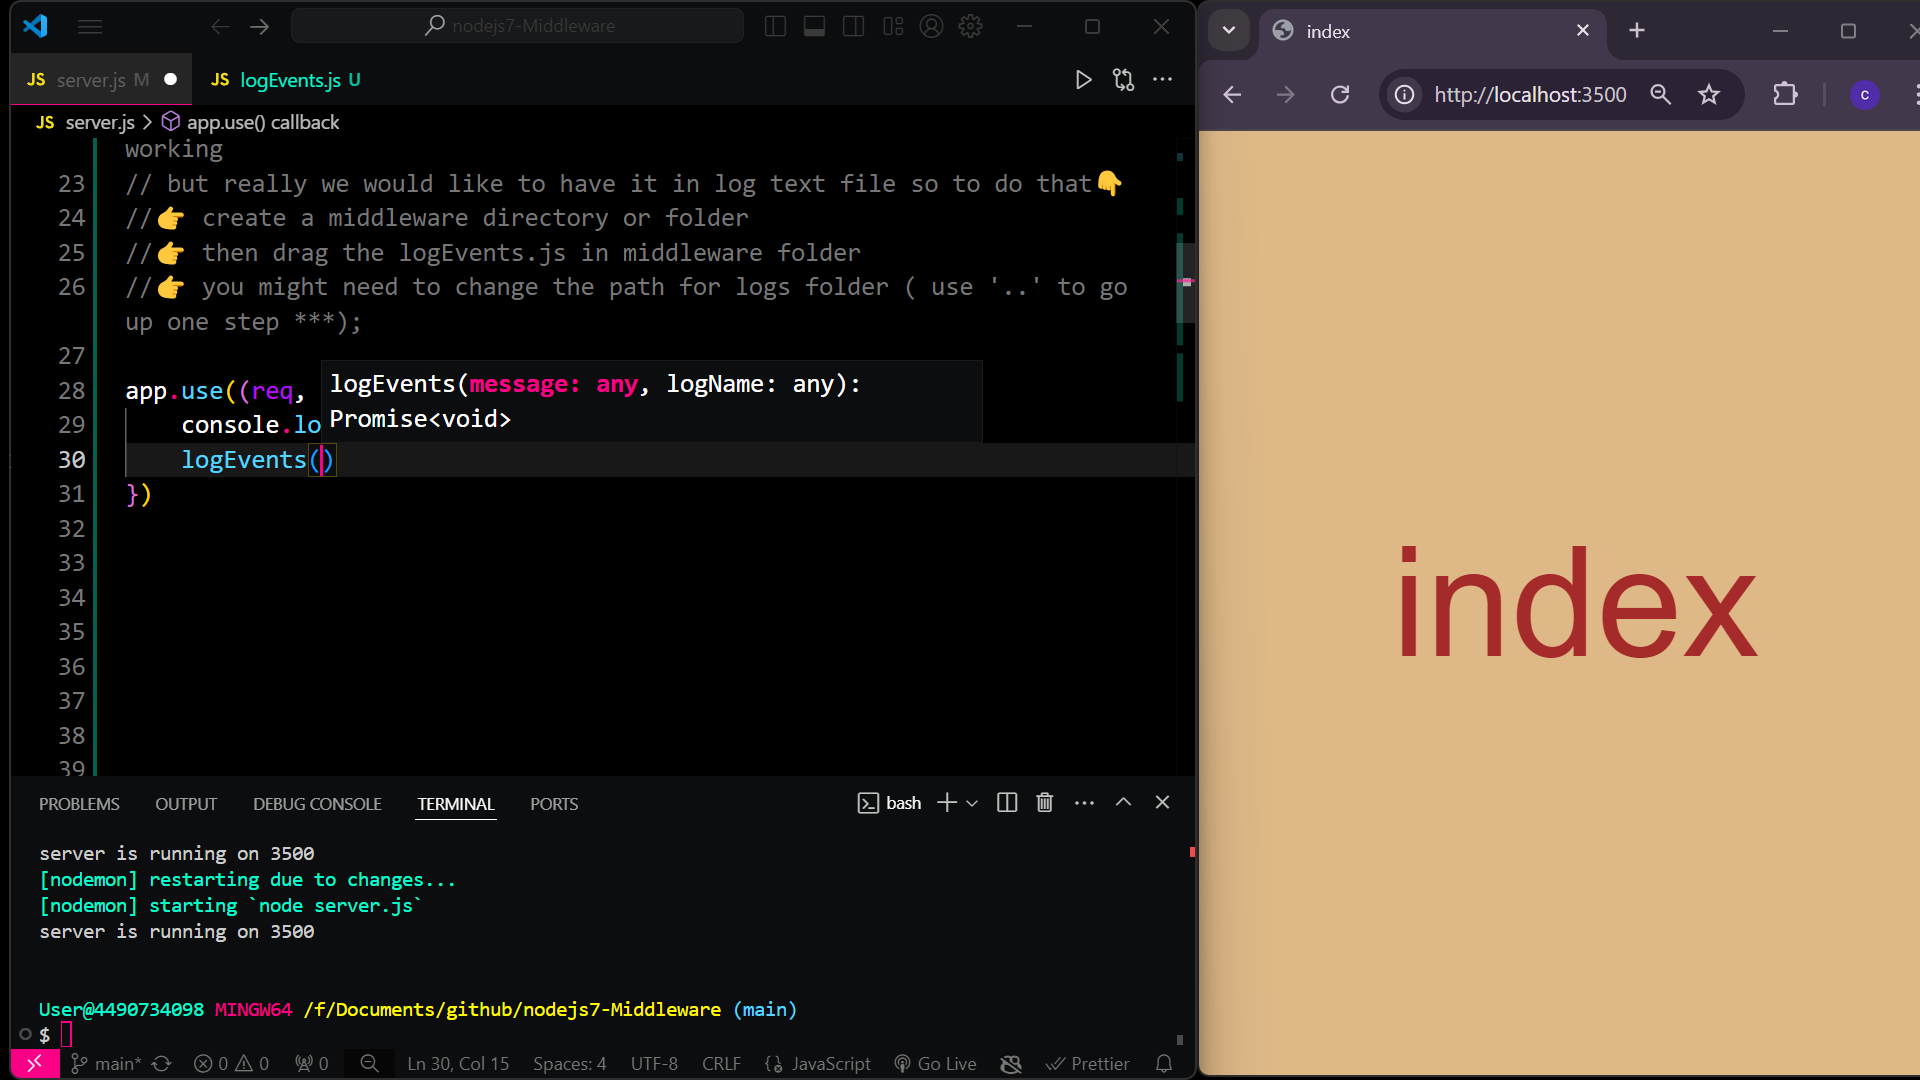 nodejs7-Middleware
JS server.js M
JS logEvents.js U
JS server.js > app.use() callback
working
23 // but really we would like to have it in log text file so to do that👇
24 //👉 create a middleware directory or folder
25 //👉 then drag the logEvents.js in middleware folder
26 //👉 you might need to change the path for logs folder ( use '..' to go
up one step ***);
27
28 app.use((req,
logEvents(message: any, logName: any):
Promise<void>
29 console.lo
30 logEvents()
31 })
32
33
34
35
36
37
38
39
PROBLEMS OUTPUT DEBUG CONSOLE TERMINAL PORTS
bash
server is running on 3500
[nodemon] restarting due to changes...
[nodemon] starting `node server.js`
server is running on 3500
User@4490734098 MINGW64 /f/Documents/github/nodejs7-Middleware (main)
$
main* 0 0 0 Ln 30, Col 15 Spaces: 4 UTF-8 CRLF JavaScript Go Live Prettier
index
http://localhost:3500
c
index